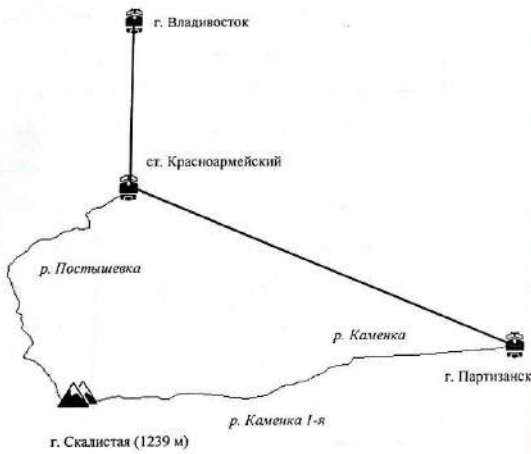 г. Владивосток
ст. Красноармейский
р. Постышевка
р. Каменка
г. Партизанск
р. Каменка 1-я
г. Скалистая (1239 м)